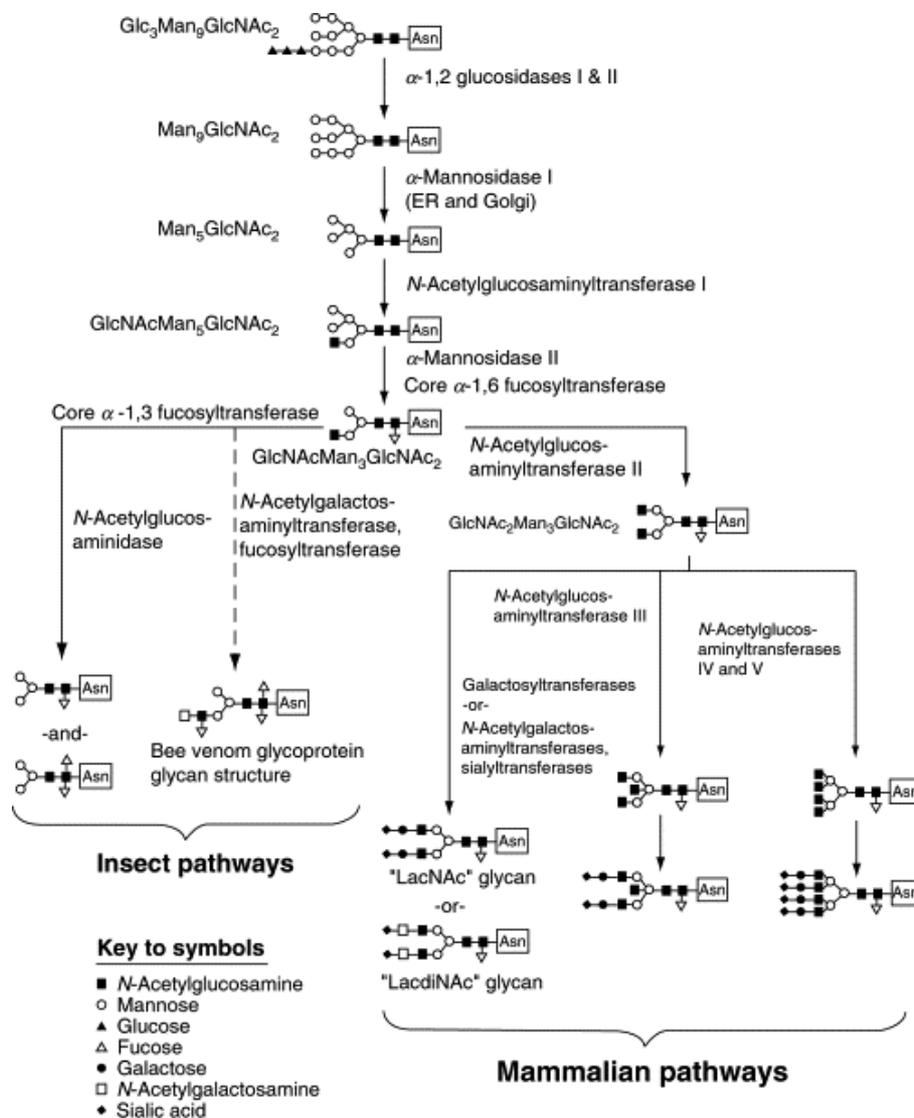 Glc3Man9GlcNAc2
Asn
α-1,2 glucosidases I & II
Man9GlcNAc2
Asn
α-Mannosidase I
(ER and Golgi)
Man5GlcNAc2
Asn
N-Acetylglucosaminyltransferase I
GlcNAcMan5GlcNAc2
Asn
α-Mannosidase II
Core α-1,6 fucosyltransferase
Core α -1,3 fucosyltransferase
Asn
GlcNAcMan3GlcNAc2
N-Acetylglucos-
aminyltransferase II
N-Acetylglucos-
aminidase
N-Acetylgalactos-
aminyltransferase,
fucosyltransferase
GlcNAc2Man3GlcNAc2
Asn
N-Acetylglucos-
aminyltransferase III
N-Acetylglucos-
aminyltransferases
IV and V
Galactosyltransferases
-or-
N-Acetylgalactos-
aminyltransferases,
sialyltransferases
Asn
-and-
Asn
Asn
Bee venom glycoprotein
glycan structure
Insect pathways
Asn
Asn
Asn
"LacNAc" glycan
-or-
Asn
"LacdiNAc" glycan
Asn
Asn
Mammalian pathways
Key to symbols
N-Acetylglucosamine
Mannose
Glucose
Fucose
Galactose
N-Acetylgalactosamine
Sialic acid